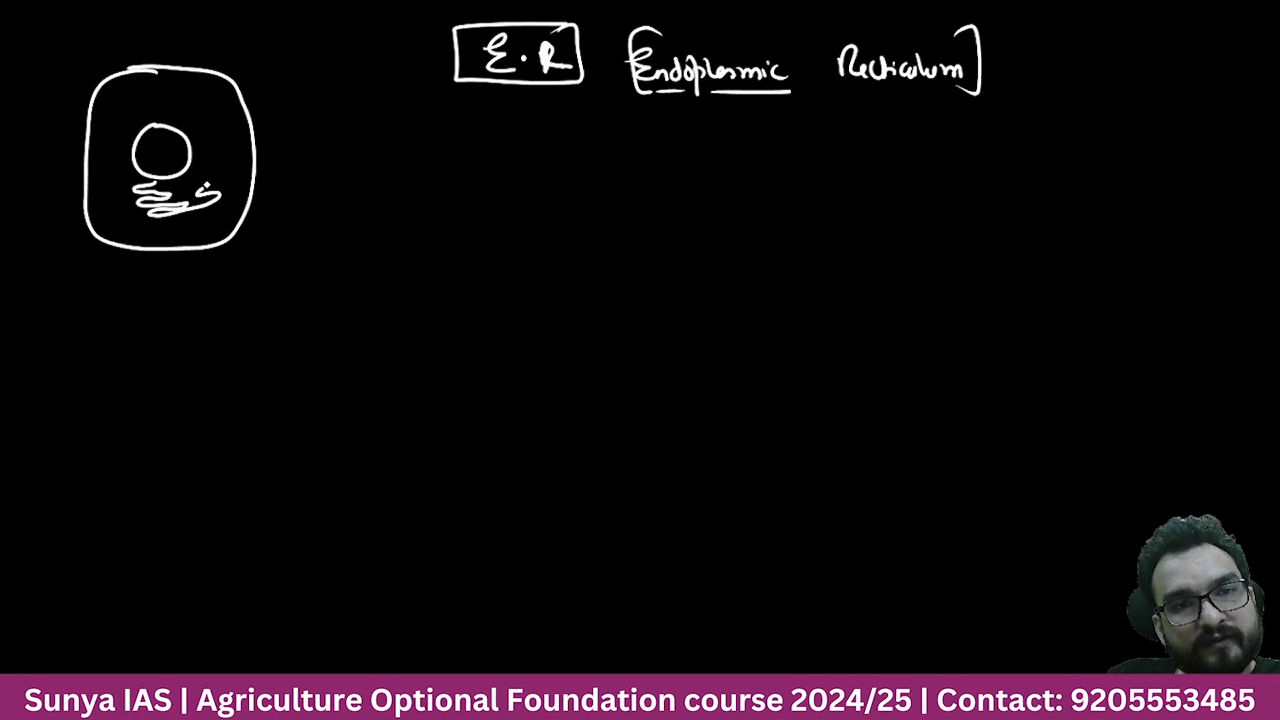 E.R [Endoplasmic Recticulum]
Sunya IAS | Agriculture Optional Foundation course 2024/25 | Contact: 9205553485